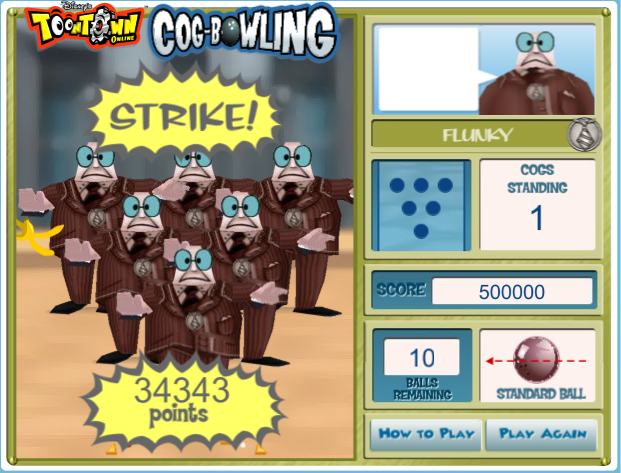 Disney's
TOONTOWN
ONLINE
COG-BOWLING
STRIKE!
34343
points
FLUNKY
COGS
STANDING
1
SCORE 500000
10
BALLS
REMAINING
STANDARD BALL
HOW TO PLAY
PLAY AGAIN